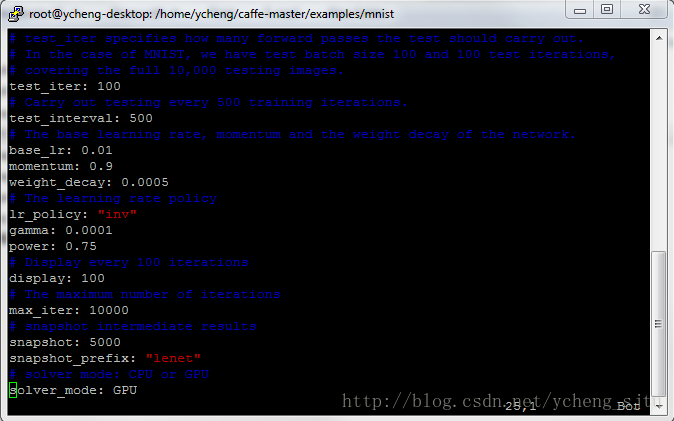 root@ycheng-desktop: /home/ycheng/caffe-master/examples/mnist
# test_iter specifies how many forward passes the test should carry out.
# In the case of MNIST, we have test batch size 100 and 100 test iterations,
# covering the full 10,000 testing images.
test_iter: 100
# Carry out testing every 500 training iterations.
test_interval: 500
# The base learning rate, momentum and the weight decay of the network.
base_lr: 0.01
momentum: 0.9
weight_decay: 0.0005
# The learning rate policy
lr_policy: "inv"
gamma: 0.0001
power: 0.75
# Display every 100 iterations
display: 100
# The maximum number of iterations
max_iter: 10000
# snapshot intermediate results
snapshot: 5000
snapshot_prefix: "lenet"
# solver mode: CPU or GPU
solver_mode: GPU
25,1 Bot
http://blog.csdn.net/ycheng_sjtu